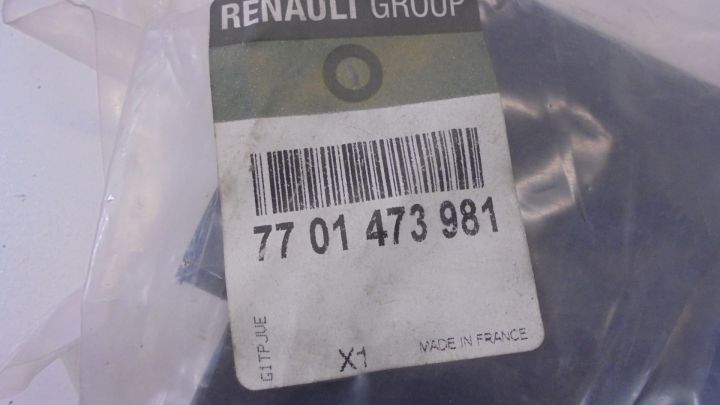 RENAULT GROUP
77 01 473 981
G1TPJUE
X1
MADE IN FRANCE